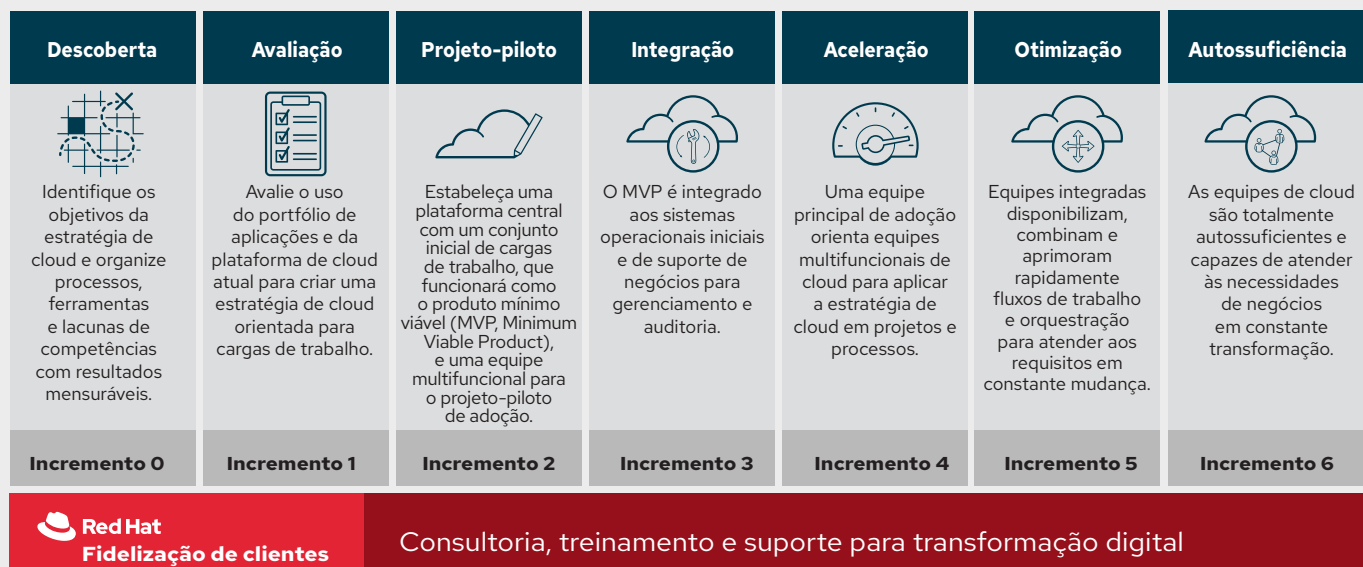 Descoberta
Identifique os
objetivos da
estratégia de
cloud e organize
processos,
ferramentas
e lacunas de
competências
com resultados
mensuráveis.
Incremento 0
Avaliação
Avalie o uso
do portfólio de
aplicações e da
plataforma de cloud
atual para criar uma
estratégia de cloud
orientada para
cargas de trabalho.
Incremento 1
Projeto-piloto
Estabeleça uma
plataforma central
com um conjunto
inicial de cargas
de trabalho, que
funcionará como
o produto mínimo
viável (MVP, Minimum
Viable Product),
e uma equipe
multifuncional para
o projeto-piloto
de adoção.
Incremento 2
Integração
O MVP é integrado
aos sistemas
operacionais iniciais
e de suporte de
negócios para
gerenciamento e
auditoria.
Incremento 3
Aceleração
Uma equipe
principal de adoção
orienta equipes
multifuncionais de
cloud para aplicar
a estratégia de
cloud em projetos e
processos.
Incremento 4
Otimização
Equipes integradas
disponibilizam,
combinam e
aprimoram
rapidamente
fluxos de trabalho
e orquestração
para atender aos
requisitos em
constante mudança.
Incremento 5
Autossuficiência
As equipes de cloud
são totalmente
autossuficientes e
capazes de atender
às necessidades
de negócios
em constante
transformação.
Incremento 6
Red Hat
Fidelização de clientes
Consultoria, treinamento e suporte para transformação digital